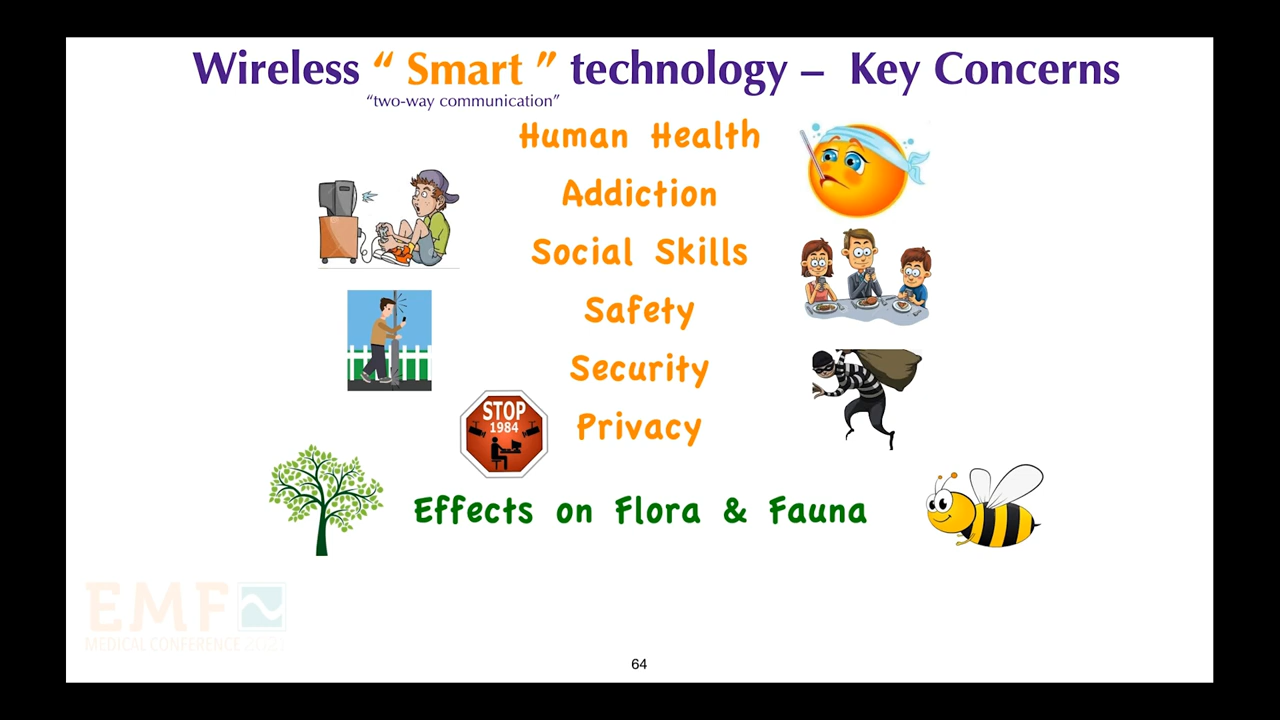 Wireless “ Smart ” technology – Key Concerns
“two-way communication”
Human Health
Addiction
Social Skills
Safety
Security
STOP
1984
Privacy
Effects on Flora & Fauna
EMF
MEDICAL CONFERENCE 2021
64